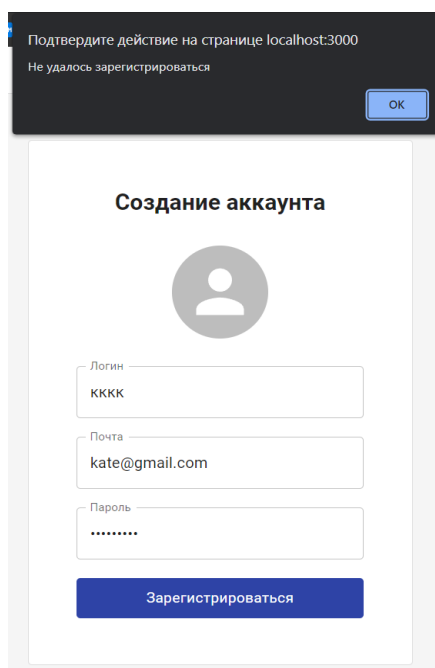 Подтвердите действие на странице localhost:3000
Не удалось зарегистрироваться
ОК
Создание аккаунта
Логин
кккк
Почта
kate@gmail.com
Пароль
•••••••••
Зарегистрироваться